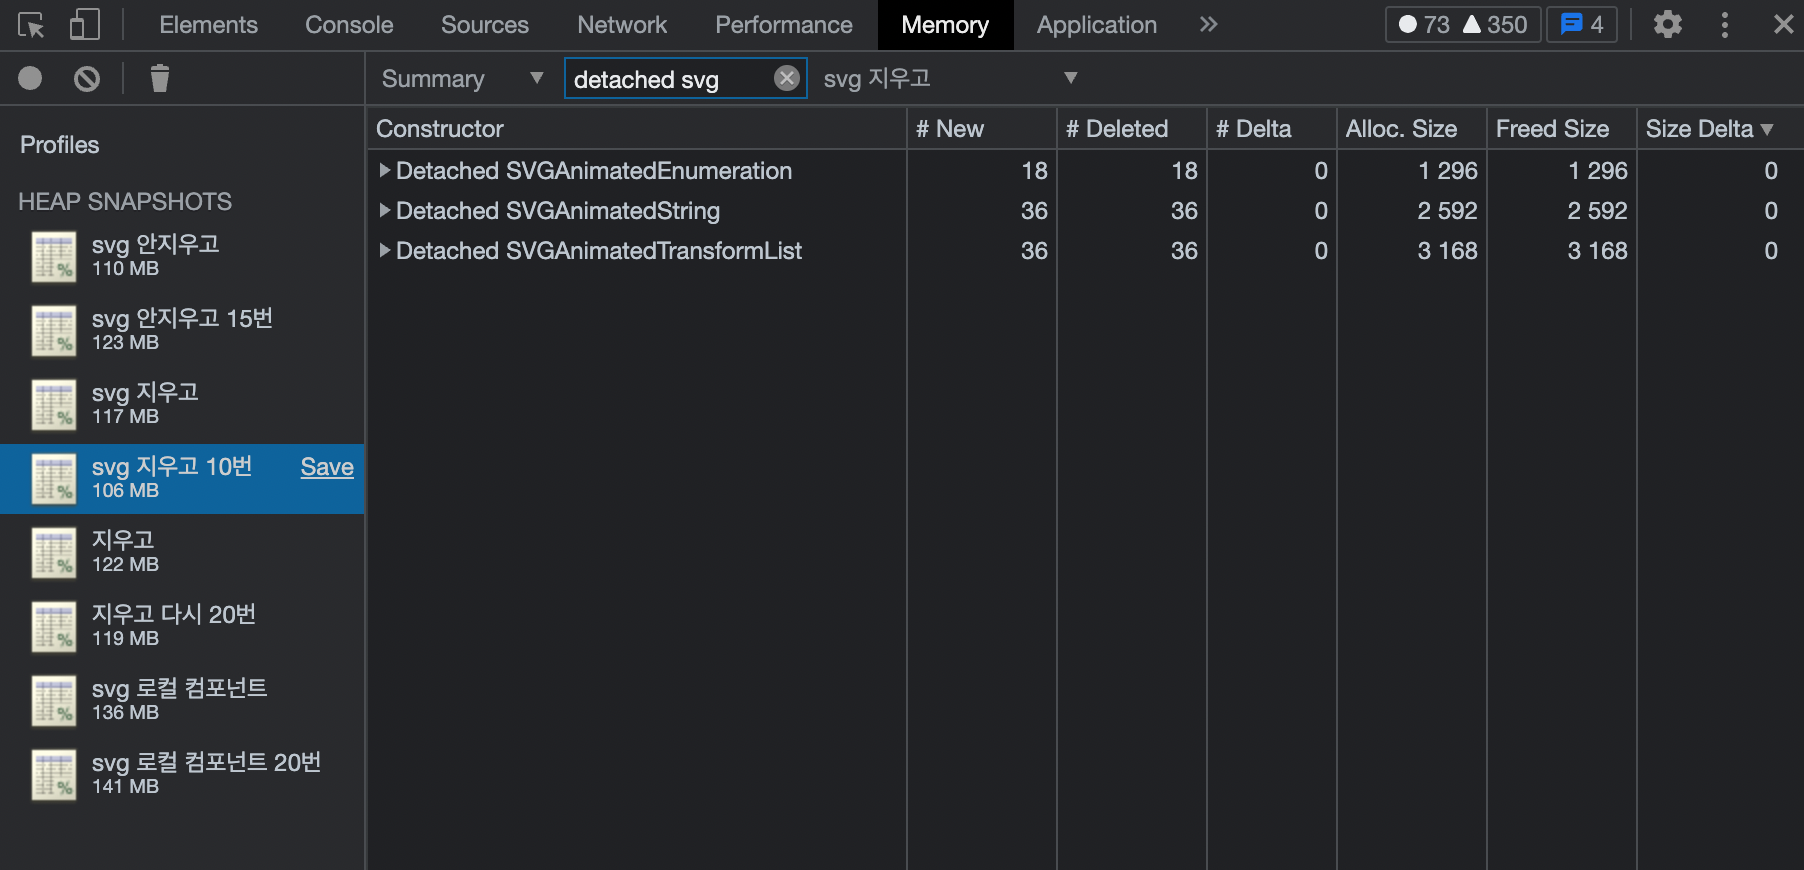 Elements Console Sources Network Performance Memory Application » 73 350 4
Summary ▼ detached svg svg 지우고 ▼
Profiles
HEAP SNAPSHOTS
svg 안지우고
110 MB
svg 안지우고 15번
123 MB
svg 지우고
117 MB
svg 지우고 10번 Save
106 MB
지우고
122 MB
지우고 다시 20번
119 MB
svg 로컬 컴포넌트
136 MB
svg 로컬 컴포넌트 20번
141 MB
Constructor # New # Deleted # Delta Alloc. Size Freed Size Size Delta ▼
Detached SVGAnimatedEnumeration 18 18 0 1 296 1 296 0
Detached SVGAnimatedString 36 36 0 2 592 2 592 0
Detached SVGAnimatedTransformList 36 36 0 3 168 3 168 0